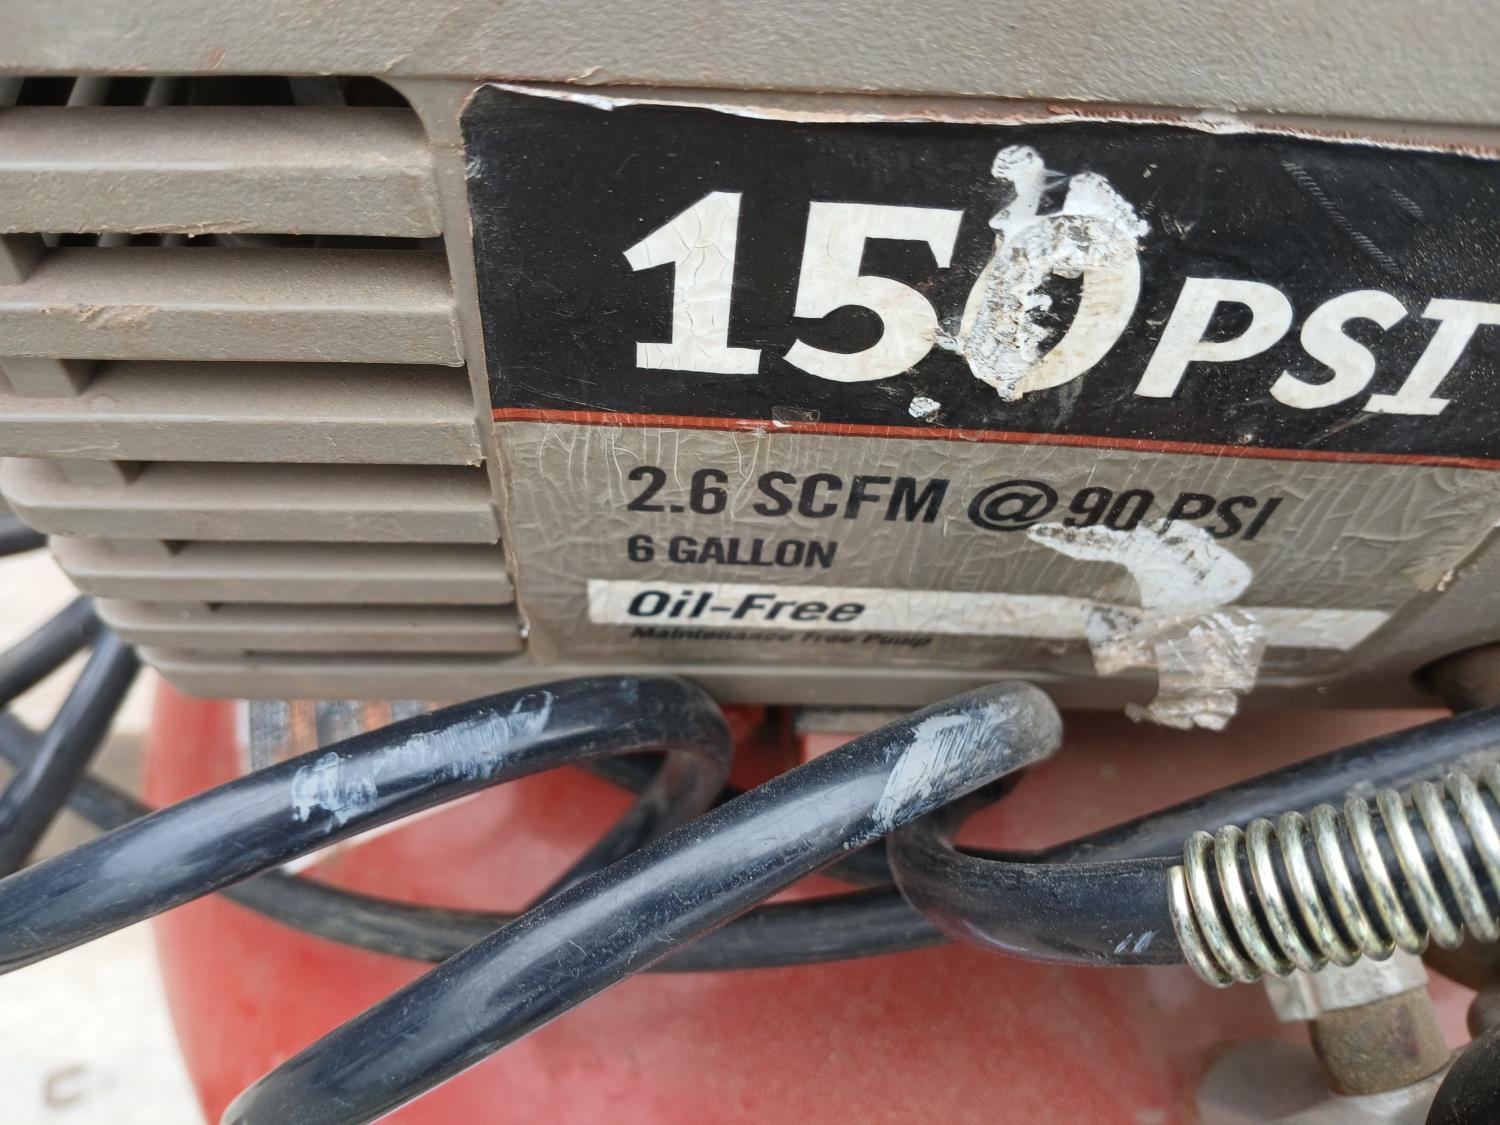 150 PSI
2.6 SCFM @ 90 PSI
6 GALLON
Oil-Free
Maintenance Free Pump